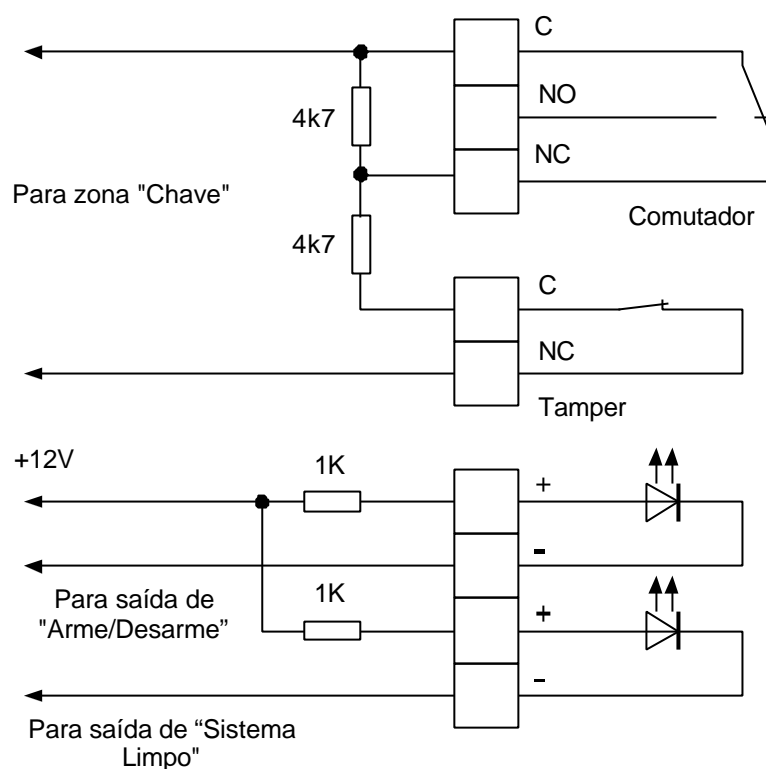 C
NO
4k7
NC
Para zona "Chave"
Comutador
4k7
C
NC
Tamper
+12V
1K
+
-
Para saída de
"Arme/Desarme”
1K
+
-
Para saída de “Sistema
Limpo"